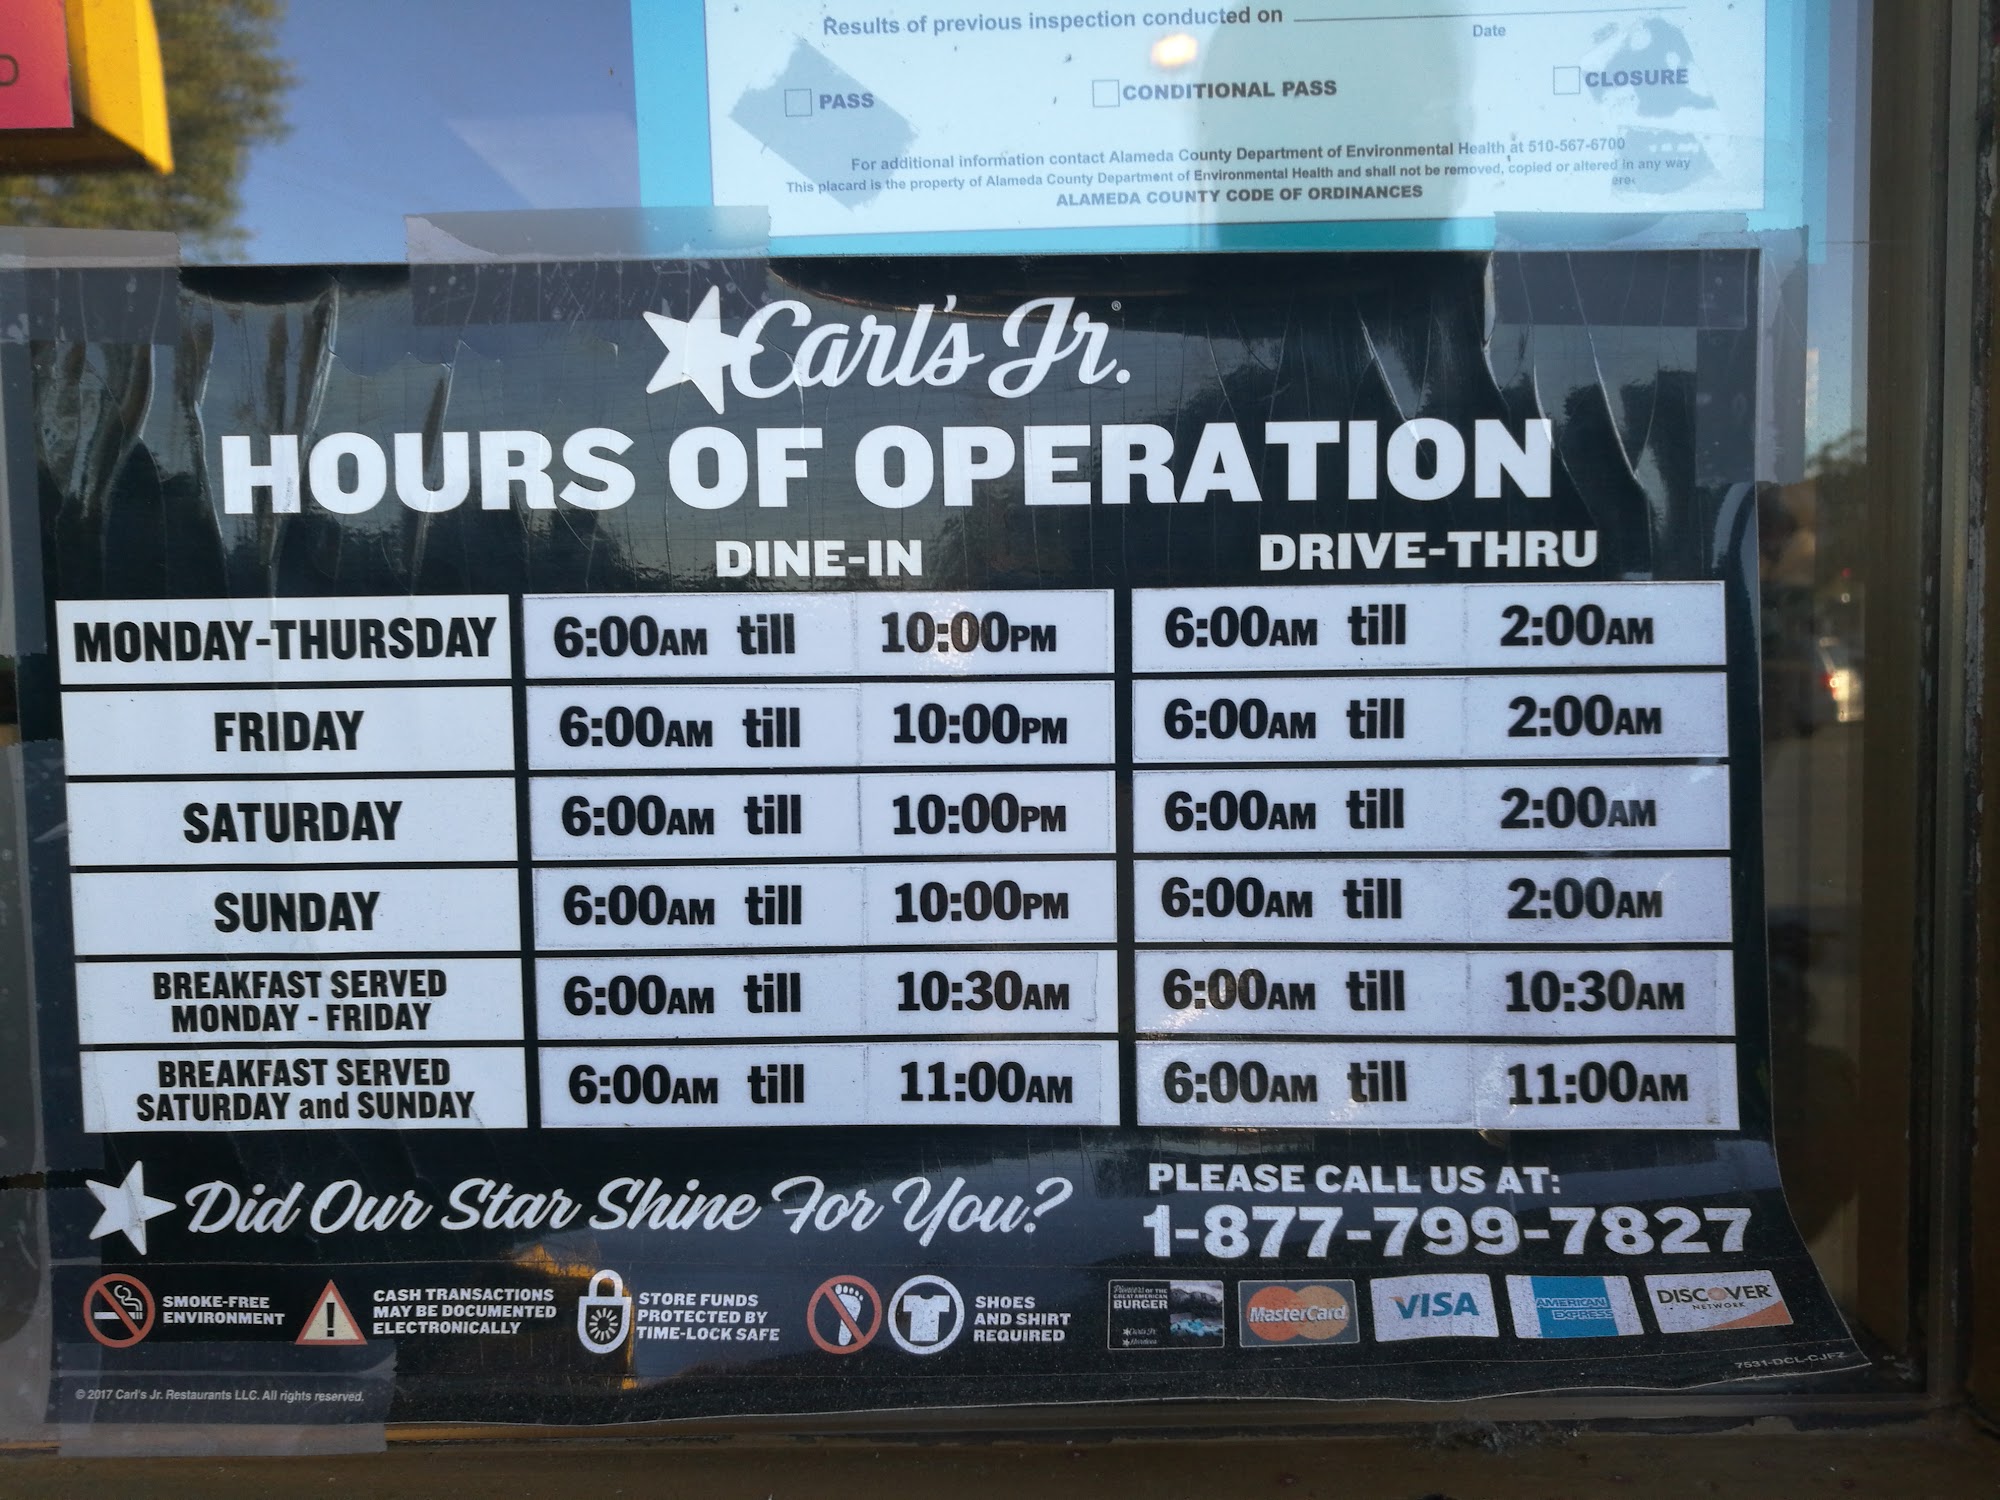 D
Results of previous inspection conducted on
Date
PASS CONDITIONAL PASS CLOSURE
For additional information contact Alameda County Department of Environmental Health at 510-567-6700
This placard is the property of Alameda County Department of Environmental Health and shall not be removed, copied or altered in any way
ALAMEDA COUNTY CODE OF ORDINANCES
Carl's Jr.®
HOURS OF OPERATION
DINE-IN DRIVE-THRU
MONDAY-THURSDAY 6:00AM till 10:00PM 6:00AM till 2:00AM
FRIDAY 6:00AM till 10:00PM 6:00AM till 2:00AM
SATURDAY 6:00AM till 10:00PM 6:00AM till 2:00AM
SUNDAY 6:00AM till 10:00PM 6:00AM till 2:00AM
BREAKFAST SERVED
MONDAY - FRIDAY 6:00AM till 10:30AM 6:00AM till 10:30AM
BREAKFAST SERVED
SATURDAY and SUNDAY 6:00AM till 11:00AM 6:00AM till 11:00AM
Did Our Star Shine For You?
PLEASE CALL US AT:
1-877-799-7827
SMOKE-FREE
ENVIRONMENT
CASH TRANSACTIONS
MAY BE DOCUMENTED
ELECTRONICALLY
STORE FUNDS
PROTECTED BY
TIME-LOCK SAFE
SHOES
AND SHIRT
REQUIRED
Pioneers OF THE
GREAT AMERICAN
BURGER
Carl's Jr.
Hardee's
MasterCard
VISA
AMERICAN
EXPRESS
DISCOVER
NETWORK
7531-DCL-CJFZ
© 2017 Carl's Jr. Restaurants LLC. All rights reserved.